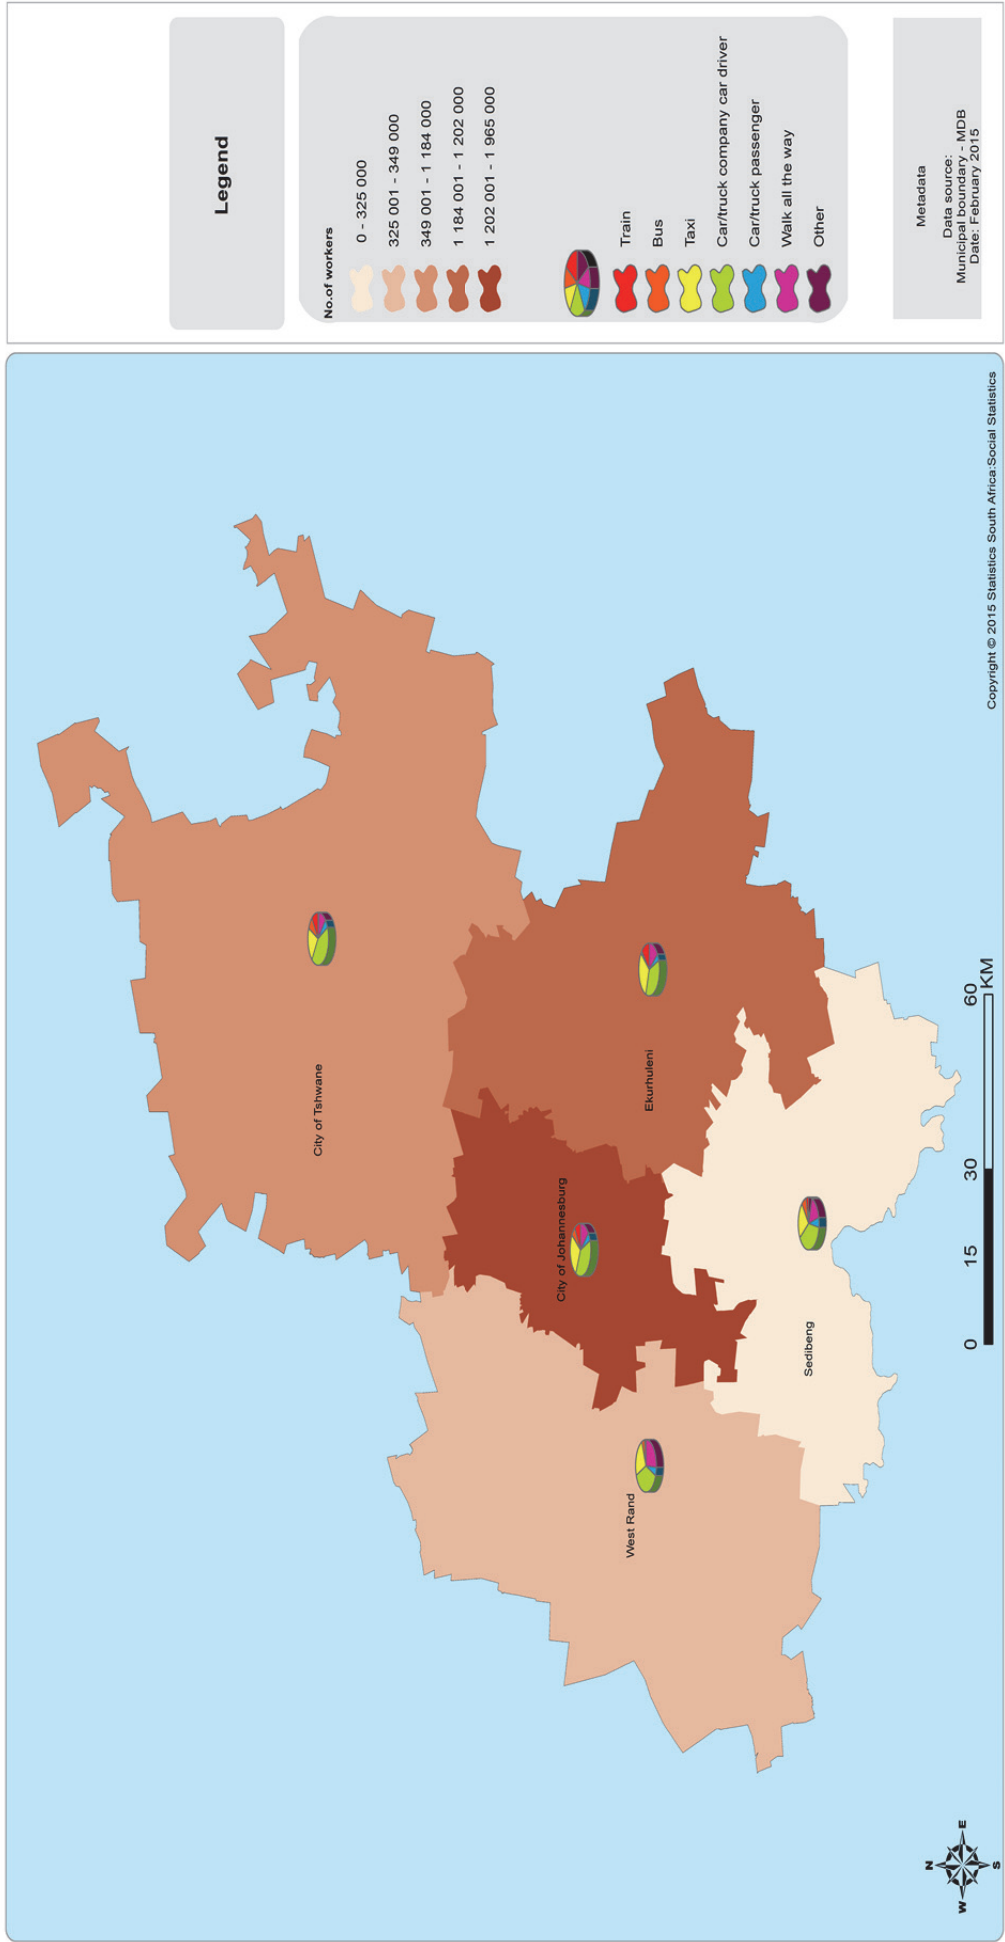 Legend
No.of workers
0 - 325 000
325 001 - 349 000
349 001 - 1 184 000
1 184 001 - 1 202 000
1 202 001 - 1 965 000
Train
Bus
Taxi
Car/truck company car driver
Car/truck passenger
Walk all the way
Other
Metadata
Data source:
Municipal boundary - MDB
Date: February 2015
City of Tshwane
City of Johannesburg
Ekurhuleni
West Rand
Sedibeng
N
W
E
S
0
15
30
60
KM
Copyright © 2015 Statistics South Africa:Social Statistics